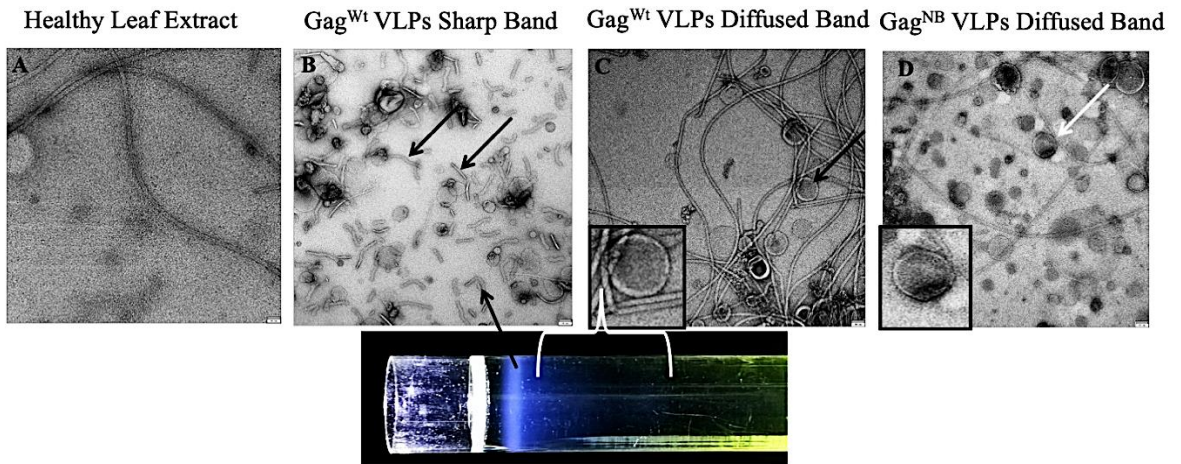 Healthy Leaf Extract
Gag^Wt VLPs Sharp Band
Gag^Wt VLPs Diffused Band
Gag^NB VLPs Diffused Band
A
B
C
D